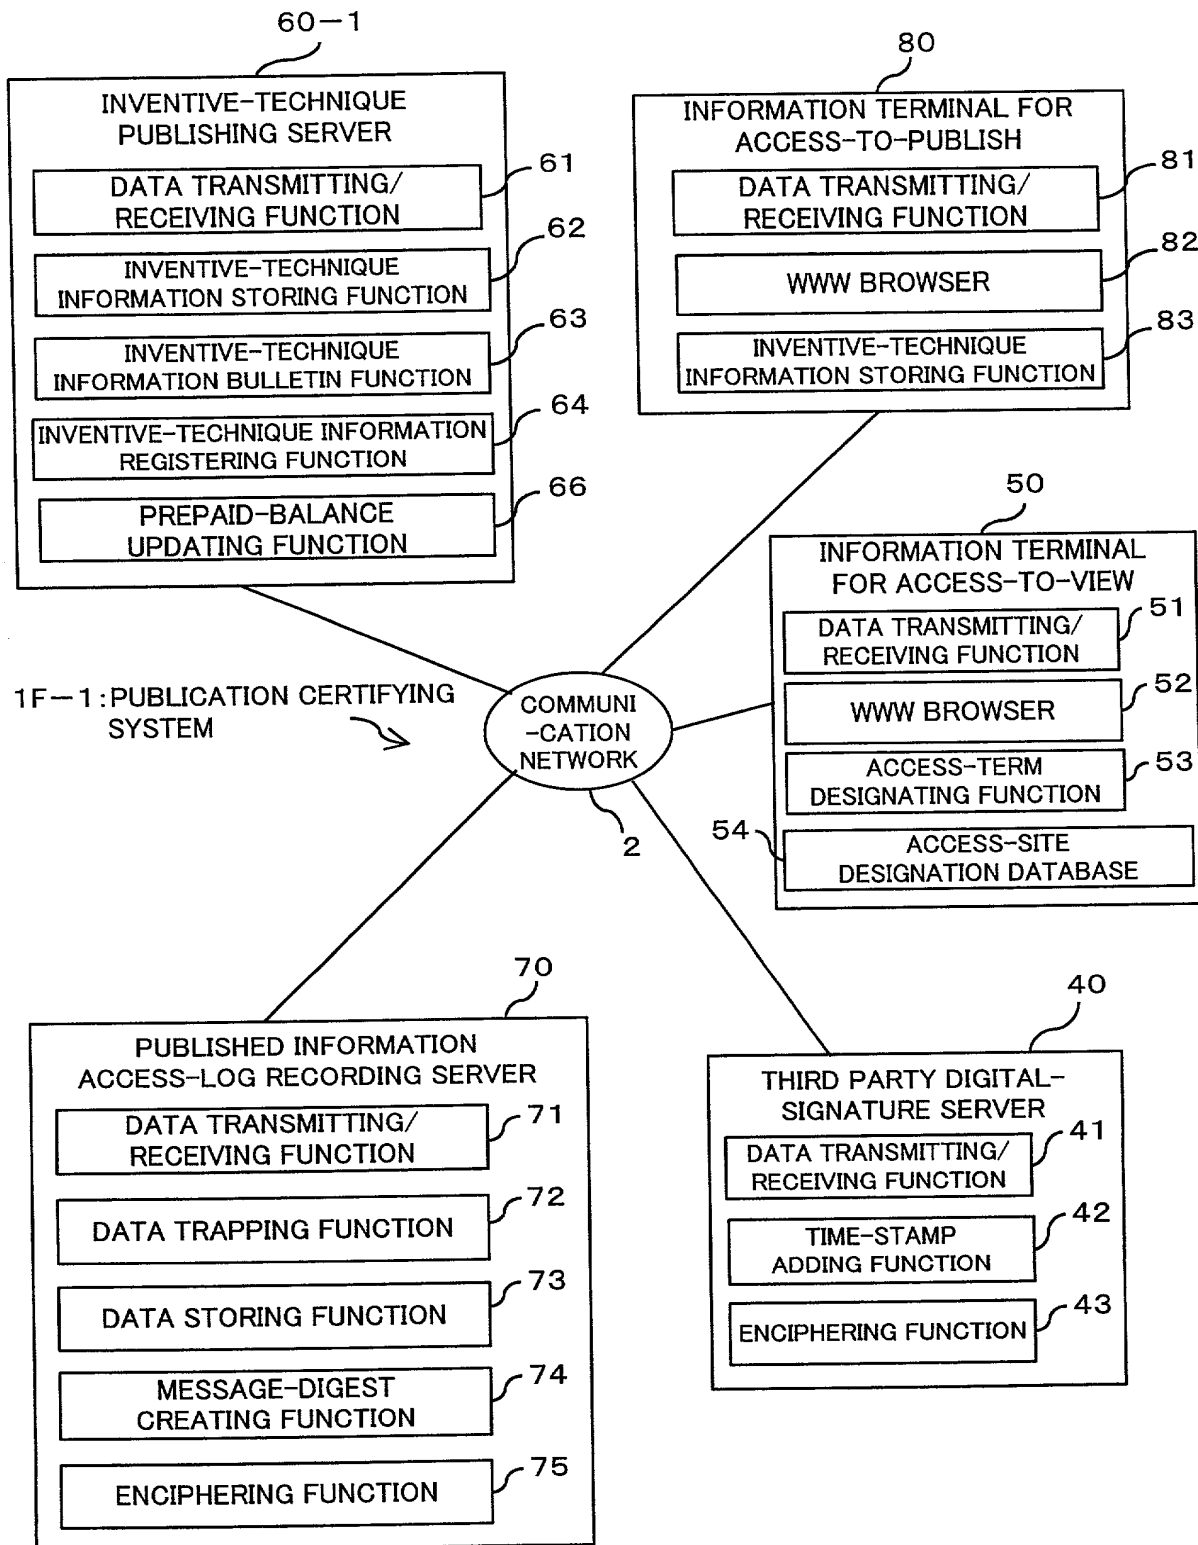 60-1
INVENTIVE-TECHNIQUE
PUBLISHING SERVER
61
DATA TRANSMITTING/
RECEIVING FUNCTION
62
INVENTIVE-TECHNIQUE
INFORMATION STORING FUNCTION
63
INVENTIVE-TECHNIQUE
INFORMATION BULLETIN FUNCTION
64
INVENTIVE-TECHNIQUE INFORMATION
REGISTERING FUNCTION
66
PREPAID-BALANCE
UPDATING FUNCTION
80
INFORMATION TERMINAL FOR
ACCESS-TO-PUBLISH
81
DATA TRANSMITTING/
RECEIVING FUNCTION
82
WWW BROWSER
83
INVENTIVE-TECHNIQUE
INFORMATION STORING FUNCTION
50
INFORMATION TERMINAL
FOR ACCESS-TO-VIEW
51
DATA TRANSMITTING/
RECEIVING FUNCTION
52
WWW BROWSER
53
ACCESS-TERM
DESIGNATING FUNCTION
54
ACCESS-SITE
DESIGNATION DATABASE
1F-1:PUBLICATION CERTIFYING
SYSTEM
COMMUNI
-CATION
NETWORK
2
70
PUBLISHED INFORMATION
ACCESS-LOG RECORDING SERVER
71
DATA TRANSMITTING/
RECEIVING FUNCTION
72
DATA TRAPPING FUNCTION
73
DATA STORING FUNCTION
74
MESSAGE-DIGEST
CREATING FUNCTION
75
ENCIPHERING FUNCTION
40
THIRD PARTY DIGITAL-
SIGNATURE SERVER
41
DATA TRANSMITTING/
RECEIVING FUNCTION
42
TIME-STAMP
ADDING FUNCTION
43
ENCIPHERING FUNCTION